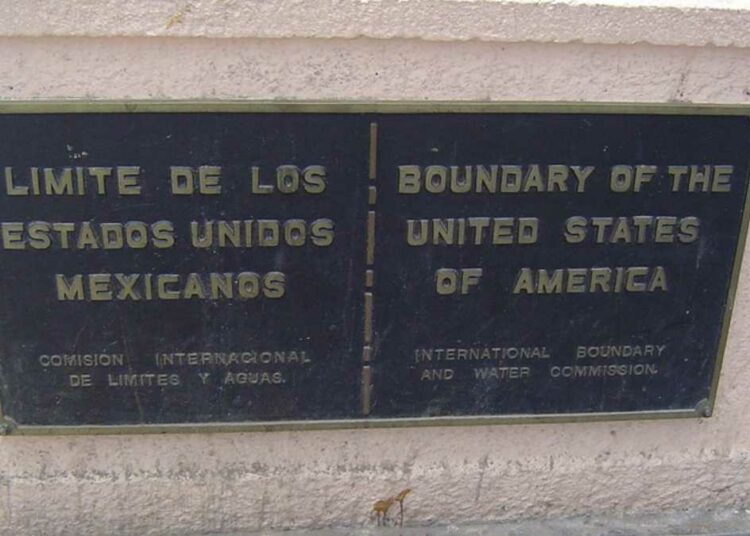 LIMITE DE LOS
ESTADOS UNIDOS
MEXICANOS
COMISION INTERNACIONAL
DE LIMITES Y AGUAS.
BOUNDARY OF THE
UNITED STATES
OF AMERICA
INTERNATIONAL BOUNDARY
AND WATER COMMISSION.